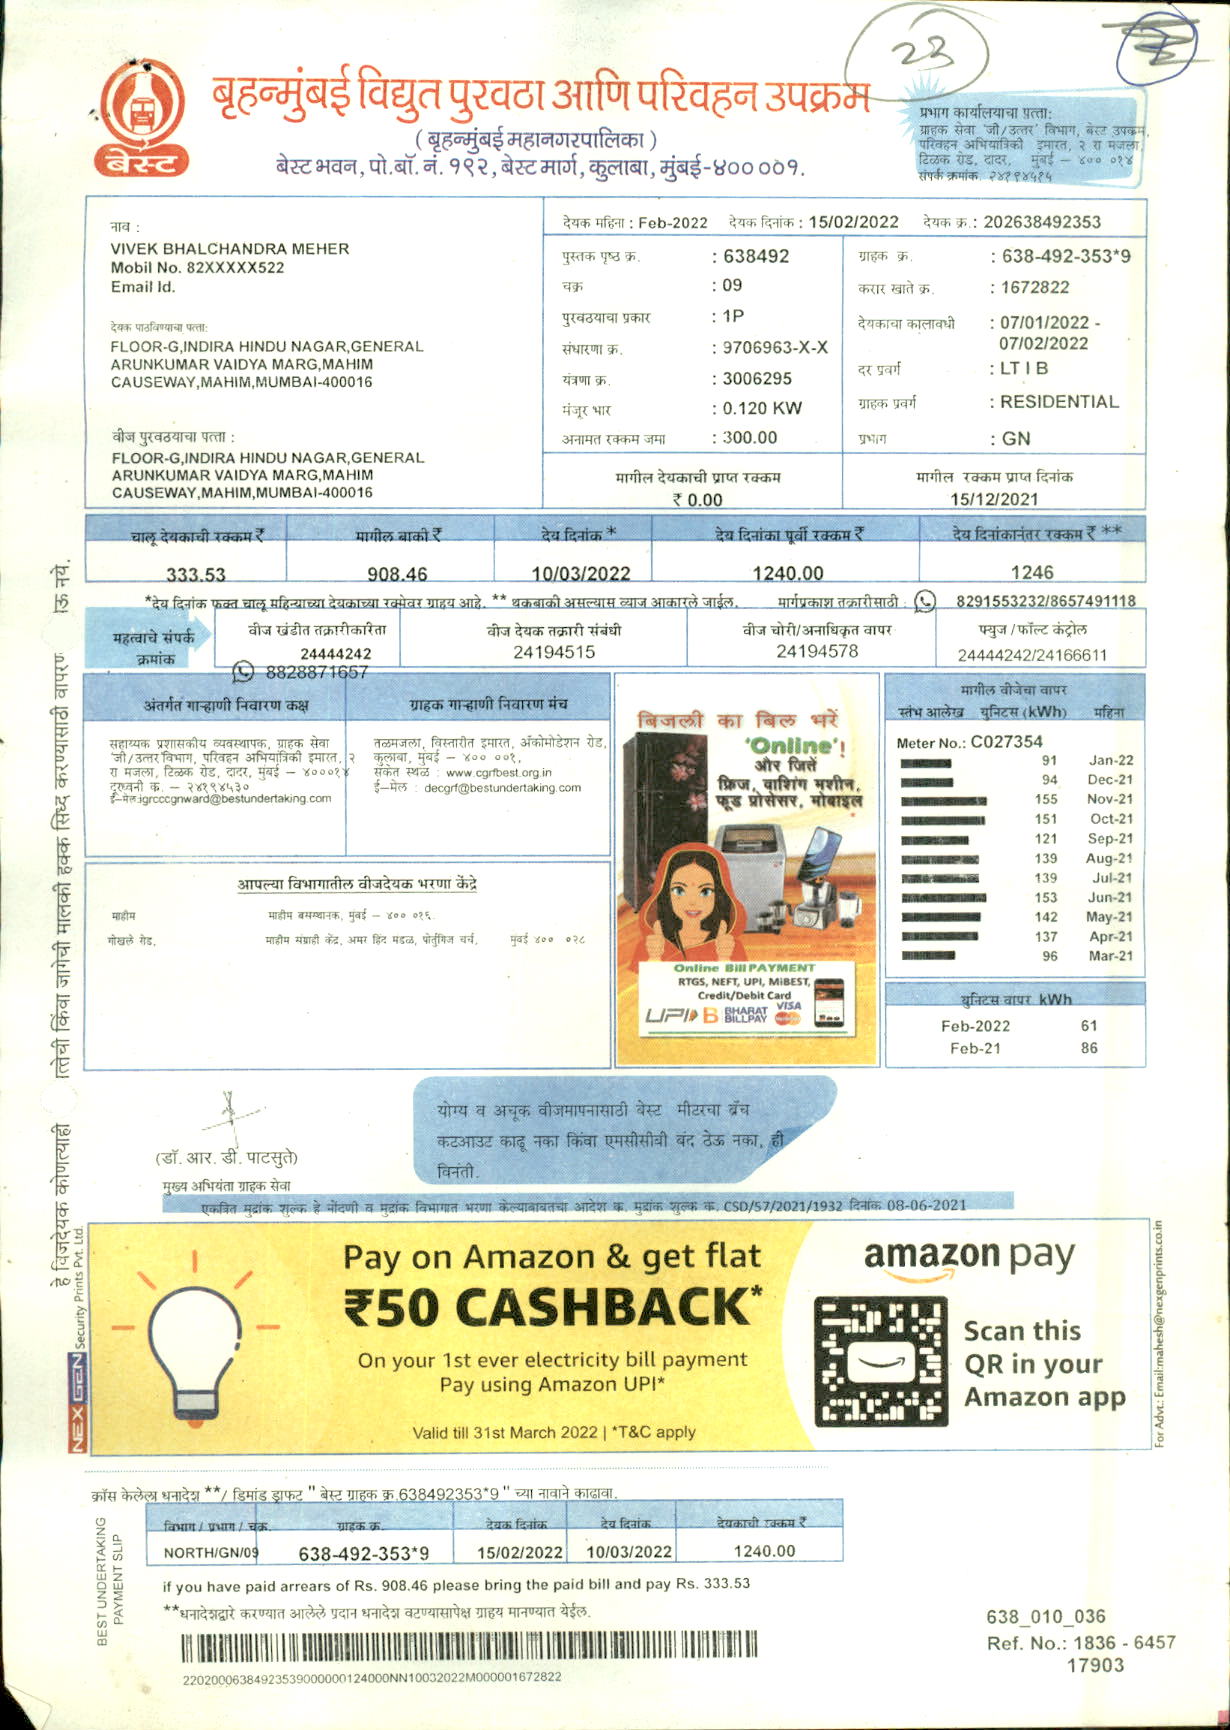 23
बेस्ट
बृहन्मुंबई विद्युत पुरवठा आणि परिवहन उपक्रम
( बृहन्मुंबई महानगरपालिका )
बेस्ट भवन, पो. बॉ. नं. १९२, बेस्ट मार्ग, कुलाबा, मुंबई-४०० ००१.
प्रभाग कार्यालयाचा पत्ता:
ग्राहक सेवा 'जी/उत्तर' विभाग, बेस्ट उपक्रम,
परिवहन अभियांत्रिकी इमारत, २ रा मजला
टिळक रोड, दादर, मुंबई – ४०० ०१४
संपर्क क्रमांक. २४१९४५१५
नाव :
VIVEK BHALCHANDRA MEHER
Mobil No. 82XXXXX522
Email Id.
देयक पाठविण्याचा पत्ता:
FLOOR-G,INDIRA HINDU NAGAR,GENERAL
ARUNKUMAR VAIDYA MARG,MAHIM
CAUSEWAY,MAHIM,MUMBAI-400016
वीज पुरवठयाचा पत्ता :
FLOOR-G,INDIRA HINDU NAGAR,GENERAL
ARUNKUMAR VAIDYA MARG,MAHIM
CAUSEWAY,MAHIM,MUMBAI-400016
देयक महिना : Feb-2022 देयक दिनांक : 15/02/2022 देयक क्र.: 202638492353
पुस्तक पृष्ठ क्र. : 638492
चक्र : 09
पुरवठयाचा प्रकार : 1P
संधारणा क्र. : 9706963-X-X
यंत्रणा क्र. : 3006295
मंजूर भार : 0.120 KW
अनामत रक्कम जमा : 300.00
ग्राहक क्र. : 638-492-353*9
करार खाते क्र. : 1672822
देयकाचा कालावधी : 07/01/2022 -
07/02/2022
दर प्रवर्ग : LT I B
ग्राहक प्रवर्ग : RESIDENTIAL
प्रभाग : GN
मागील देयकाची प्राप्त रक्कम
₹ 0.00
मागील रक्कम प्राप्त दिनांक
15/12/2021
चालू देयकाची रक्कम ₹ मागील बाकी ₹ देय दिनांक * देय दिनांका पूर्वी रक्कम ₹ देय दिनांकानंतर रक्कम ₹ **
333.53 908.46 10/03/2022 1240.00 1246
*देय दिनांक फक्त चालू महिन्याच्या देयकाच्या रक्मेवर ग्राहय आहे. ** थकबाकी असल्यास व्याज आकारले जाईल. मार्गप्रकाश तक्रारीसाठी : 8291553232/8657491118
महत्वाचे संपर्क
क्रमांक
वीज खंडीत तक्रारीकरिता
24444242
8828871657
वीज देयक तक्रारी संबंधी
24194515
वीज चोरी/अनाधिकृत वापर
24194578
फ्युज / फॉल्ट कंट्रोल
24444242/24166611
अंतर्गत गाऱ्हाणी निवारण कक्ष
सहाय्यक प्रशासकीय व्यवस्थापक, ग्राहक सेवा
'जी/उत्तर'विभाग, परिवहन अभियांत्रिकी इमारत, २
रा मजला, टिळक रोड, दादर, मुंबई – ४०००१४
दूरध्वनी क. – २४१९४५३०
ई-मेल:igrcccgnward@bestundertaking.com
ग्राहक गाऱ्हाणी निवारण मंच
तळमजला, विस्तारीत इमारत, अॅकोमोडेशन रोड,
कुलाबा, मुंबई – ४०० ००१,
संकेत स्थळ : www.cgrfbest.org.in
ई-मेल : decgrf@bestundertaking.com
आपल्या विभागातील वीजदेयक भरणा केंद्रे
माहीम माहीम बसस्थानक, मुंबई – ४०० ०१६.
गोखले रोड, माहीम संग्राही केंद्र, अमर हिंद मंडळ, पोर्तुगिज चर्च, मुंबई ४०० ०२८
बिजली का बिल भरें
'Online'!
और जितें
फ्रिज, वाशिंग मशीन,
फूड प्रोसेसर, मोबाइल
Online Bill PAYMENT
RTGS, NEFT, UPI, MiBEST,
Credit/Debit Card
UPI B BHARAT BILLPAY VISA
मागील वीजेचा वापर
स्तंभ आलेख युनिटस (kWh) महिना
Meter No.: C027354
91 Jan-22
94 Dec-21
155 Nov-21
151 Oct-21
121 Sep-21
139 Aug-21
139 Jul-21
153 Jun-21
142 May-21
137 Apr-21
96 Mar-21
युनिटस वापर kWh
Feb-2022 61
Feb-21 86
(डॉ. आर. डी. पाटसुते)
मुख्य अभियंता ग्राहक सेवा
योग्य व अचूक वीजमापनासाठी बेस्ट मीटरचा ब्रँच
कटआउट काढू नका किंवा एमसीसीबी बंद ठेऊ नका, ही
विनंती.
एकत्रित मुद्रांक शुल्क हे नोंदणी व मुद्रांक विभागात भरणा केल्याबाबतचा आदेश क. मुद्रांक शुल्क क. CSD/57/2021/1932 दिनांक 08-06-2021
Pay on Amazon & get flat
₹50 CASHBACK*
On your 1st ever electricity bill payment
Pay using Amazon UPI*
Valid till 31st March 2022 | *T&C apply
amazon pay
Scan this
QR in your
Amazon app
NEXGEN Security Prints Pvt. Ltd.
For Advt.: Email:mahesh@nexgenprints.co.in
क्रॉस केलेला धनादेश **/ डिमांड ड्राफ्ट " बेस्ट ग्राहक क्र.638492353*9 " च्या नावाने काढावा.
BEST UNDERTAKING
PAYMENT SLIP
विभाग / प्रभाग / चक्र. ग्राहक क्र. देयक दिनांक देय दिनांक देयकाची रक्कम ₹
NORTH/GN/09 638-492-353*9 15/02/2022 10/03/2022 1240.00
if you have paid arrears of Rs. 908.46 please bring the paid bill and pay Rs. 333.53
**धनादेशद्वारे करण्यात आलेले प्रदान धनादेश वटण्यासापेक्ष ग्राहय मानण्यात येईल.
2202000638492353900000012400​0NN10032022M000001672822
638_010_036
Ref. No.: 1836 - 6457
17903